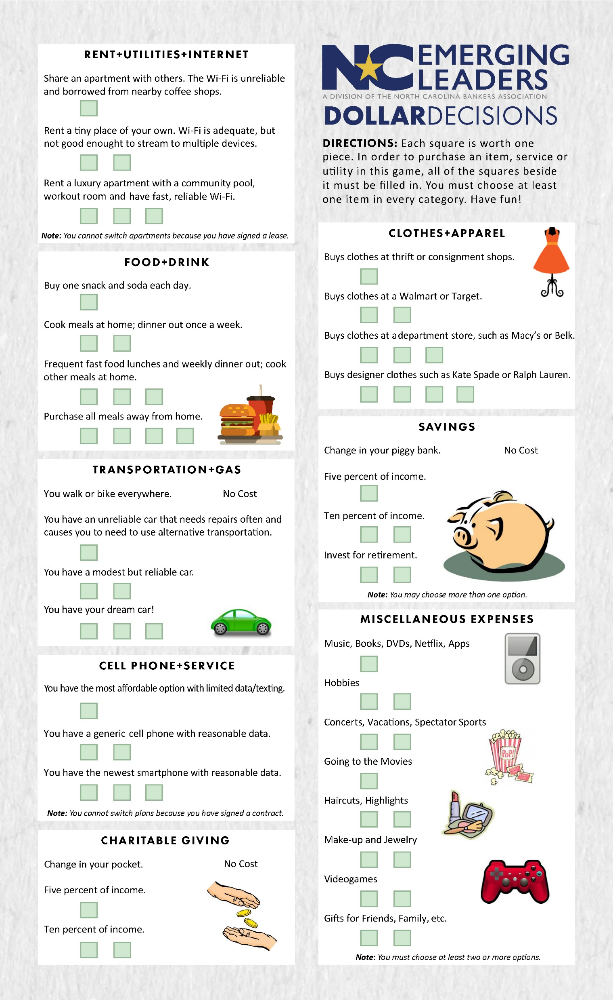 RENT+UTILITIES+INTERNET
Share an apartment with others. The Wi-Fi is unreliable
and borrowed from nearby coffee shops.
Rent a tiny place of your own. Wi-Fi is adequate, but
not good enought to stream to multiple devices.
Rent a luxury apartment with a community pool,
workout room and have fast, reliable Wi-Fi.
Note: You cannot switch apartments because you have signed a lease.
FOOD+DRINK
Buy one snack and soda each day.
Cook meals at home; dinner out once a week.
Frequent fast food lunches and weekly dinner out; cook
other meals at home.
Purchase all meals away from home.
TRANSPORTATION+GAS
You walk or bike everywhere. No Cost
You have an unreliable car that needs repairs often and
causes you to need to use alternative transportation.
You have a modest but reliable car.
You have your dream car!
CELL PHONE+SERVICE
You have the most affordable option with limited data/texting.
You have a generic cell phone with reasonable data.
You have the newest smartphone with reasonable data.
Note: You cannot switch plans because you have signed a contract.
CHARITABLE GIVING
Change in your pocket. No Cost
Five percent of income.
Ten percent of income.
NC EMERGING
LEADERS
A DIVISION OF THE NORTH CAROLINA BANKERS ASSOCIATION
DOLLARDECISIONS
DIRECTIONS: Each square is worth one
piece. In order to purchase an item, service or
utility in this game, all of the squares beside
it must be filled in. You must choose at least
one item in every category. Have fun!
CLOTHES+APPAREL
Buys clothes at thrift or consignment shops.
Buys clothes at a Walmart or Target.
Buys clothes at a department store, such as Macy's or Belk.
Buys designer clothes such as Kate Spade or Ralph Lauren.
SAVINGS
Change in your piggy bank. No Cost
Five percent of income.
Ten percent of income.
Invest for retirement.
Note: You may choose more than one option.
MISCELLANEOUS EXPENSES
Music, Books, DVDs, Netflix, Apps
Hobbies
Concerts, Vacations, Spectator Sports
Going to the Movies
POP!
Haircuts, Highlights
Make-up and Jewelry
Videogames
Gifts for Friends, Family, etc.
Note: You must choose at least two or more options.